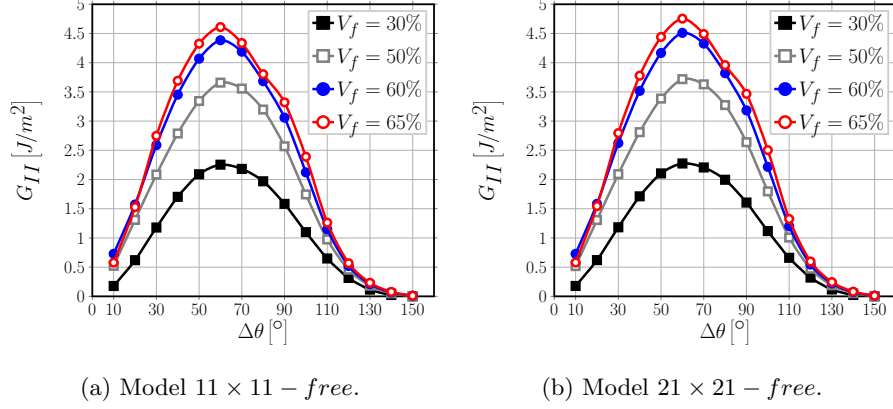 5
4.5
4
3.5
3
2.5
2
1.5
1
0.5
0
G_{II} [J/m^2]
0 10 30 50 70 90 110 130 150
Δθ [°]
V_f = 30%
V_f = 50%
V_f = 60%
V_f = 65%
(a) Model 11 × 11 − free.
5
4.5
4
3.5
3
2.5
2
1.5
1
0.5
0
G_{II} [J/m^2]
0 10 30 50 70 90 110 130 150
Δθ [°]
V_f = 30%
V_f = 50%
V_f = 60%
V_f = 65%
(b) Model 21 × 21 − free.